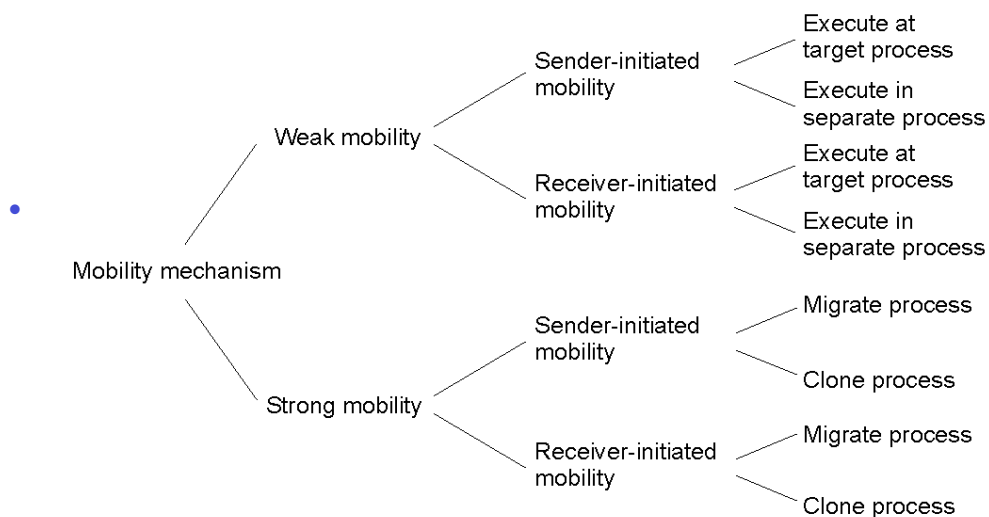 Execute at
target process
Sender-initiated
mobility
Execute in
separate process
Weak mobility
Execute at
target process
Receiver-initiated
mobility
Execute in
separate process
Mobility mechanism
Migrate process
Sender-initiated
mobility
Clone process
Strong mobility
Migrate process
Receiver-initiated
mobility
Clone process